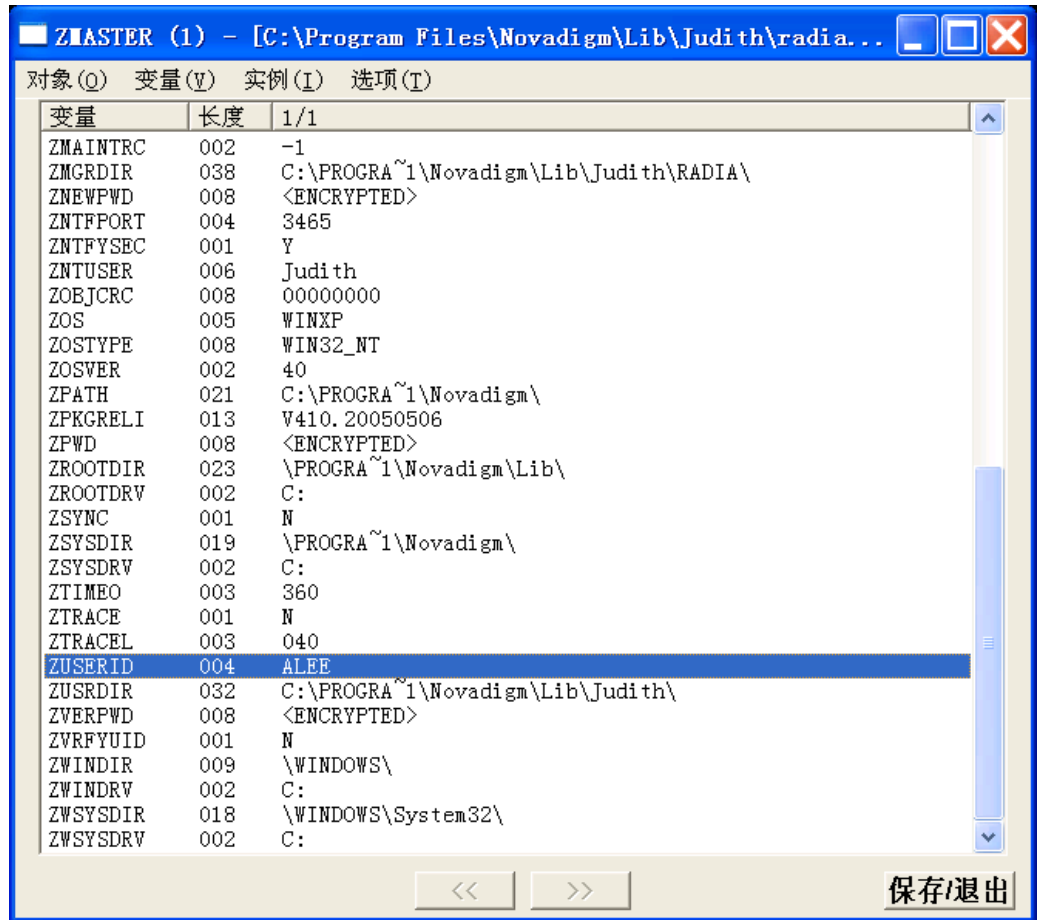 ZMASTER (1) - [C:\Program Files\Novadigm\Lib\Judith\radia...
对象(O) 变量(V) 实例(I) 选项(T)
变量 长度 1/1
ZMAINTRC 002 -1
ZMGRDIR 038 C:\PROGRA~1\Novadigm\Lib\Judith\RADIA\
ZNEWPWD 008 <ENCRYPTED>
ZNTFPORT 004 3465
ZNTFYSEC 001 Y
ZNTUSER 006 Judith
ZOBJCRC 008 00000000
ZOS 005 WINXP
ZOSTYPE 008 WIN32_NT
ZOSVER 002 40
ZPATH 021 C:\PROGRA~1\Novadigm\
ZPKGRELI 013 V410.20050506
ZPWD 008 <ENCRYPTED>
ZROOTDIR 023 \PROGRA~1\Novadigm\Lib\
ZROOTDRV 002 C:
ZSYNC 001 N
ZSYSDIR 019 \PROGRA~1\Novadigm\
ZSYSDRV 002 C:
ZTIMEO 003 360
ZTRACE 001 N
ZTRACEL 003 040
ZUSERID 004 ALEE
ZUSRDIR 032 C:\PROGRA~1\Novadigm\Lib\Judith\
ZVERPWD 008 <ENCRYPTED>
ZVRFYUID 001 N
ZWINDIR 009 \WINDOWS\
ZWINDRV 002 C:
ZWSYSDIR 018 \WINDOWS\System32\
ZWSYSDRV 002 C:
<< >> 保存/退出